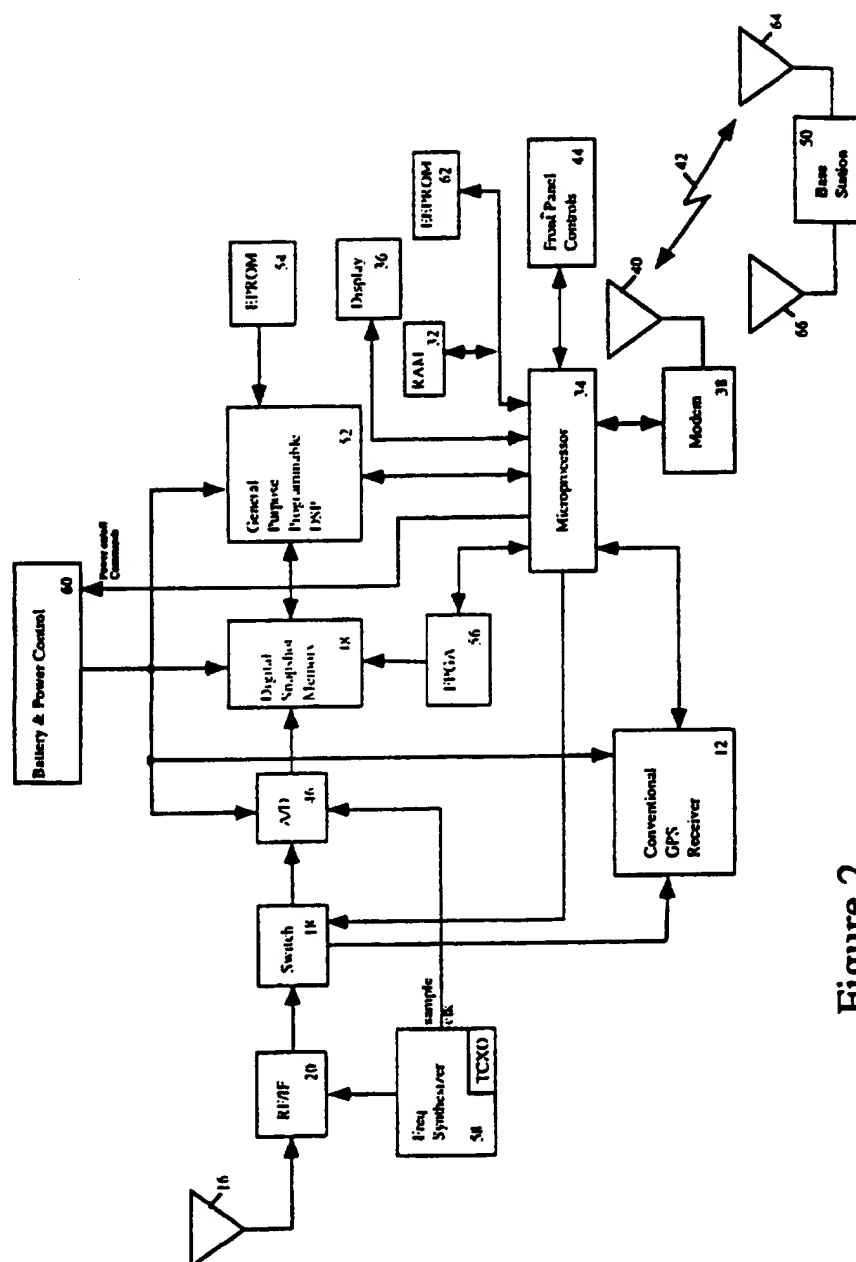 16
RF/IF
20
Freq
Synthesizer
58
TCXO
sample
clk
Switch
18
A/D
46
Battery & Power Control
60
Power on/off
Commands
Digital
Snapshot
Memory
General
Purpose
Programmable
DSP
52
EPROM
54
FPGA
56
Conventional
GPS
Receiver
12
Display
36
RAM
32
EEPROM
62
Microprocessor
34
Front Panel
Controls
44
Modem
38
40
42
64
66
50
Base
Station
Figure 2